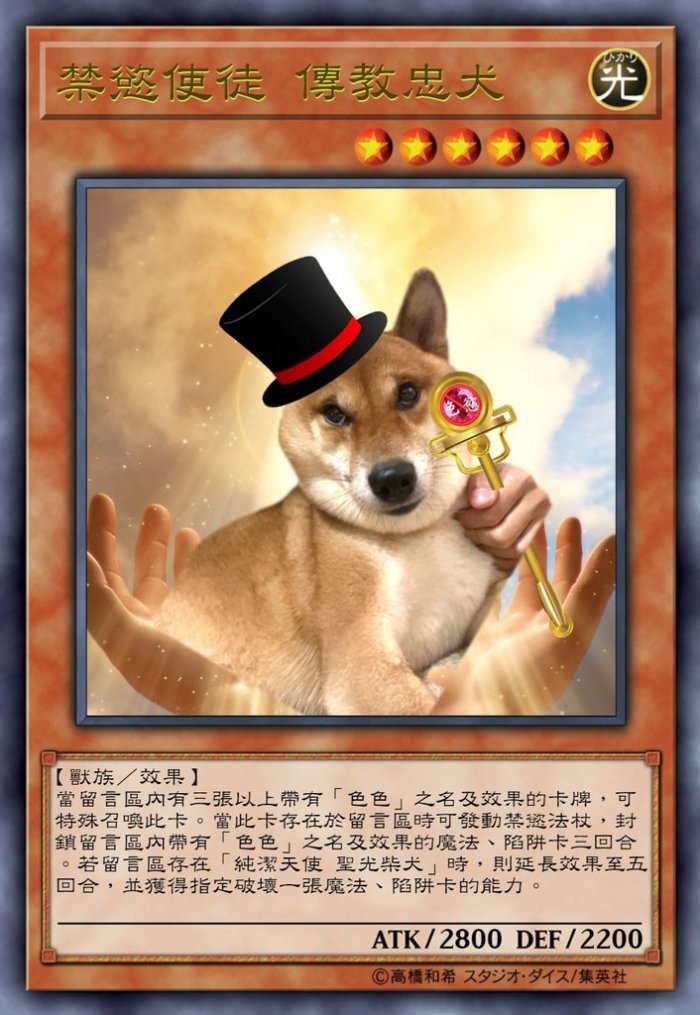 禁慾使徒 傳教忠犬
ひかり
光
【獸族／效果】
當留言區內有三張以上帶有「色色」之名及效果的卡牌，可
特殊召喚此卡。當此卡存在於留言區時可發動禁慾法杖，封
鎖留言區內帶有「色色」之名及效果的魔法、陷阱卡三回合
。若留言區存在「純潔天使 聖光柴犬」時，則延長效果至五
回合，並獲得指定破壞一張魔法、陷阱卡的能力。
ATK/2800 DEF/2200
©高橋和希 スタジオ・ダイス/集英社